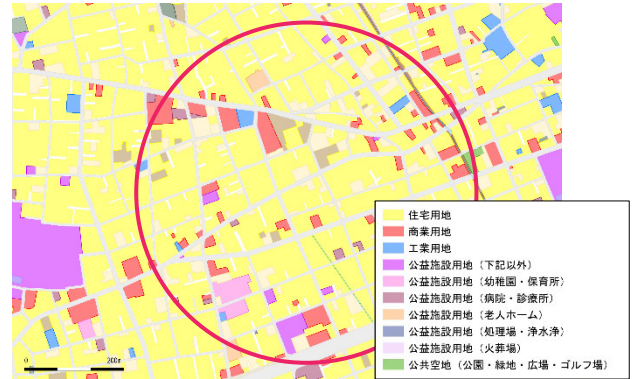 住宅用地
商業用地
工業用地
公益施設用地（下記以外）
公益施設用地（幼稚園・保育所）
公益施設用地（病院・診療所）
公益施設用地（老人ホーム）
公益施設用地（処理場・浄水浄）
公益施設用地（火葬場）
公共空地（公園・緑地・広場・ゴルフ場）
0 200m